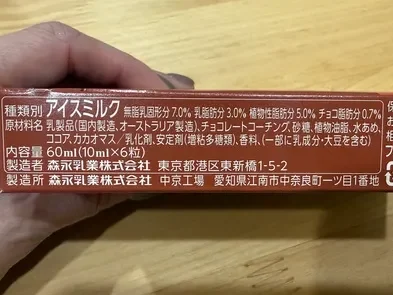 種類別 アイスミルク 無脂乳固形分 7.0% 乳脂肪分 3.0% 植物性脂肪分 5.0% チョコ脂肪分 0.7%
原材料名 乳製品(国内製造、オーストラリア製造)、チョコレートコーチング、砂糖、植物油脂、水あめ、
ココア、カカオマス/乳化剤、安定剤(増粘多糖類)、香料、(一部に乳成分・大豆を含む)
内容量 60ml(10ml×6粒)
製造者 森永乳業株式会社 東京都港区東新橋1-5-2
製造所 森永乳業株式会社 中京工場 愛知県江南市中奈良町一ツ目1番地
保
お
相
フ